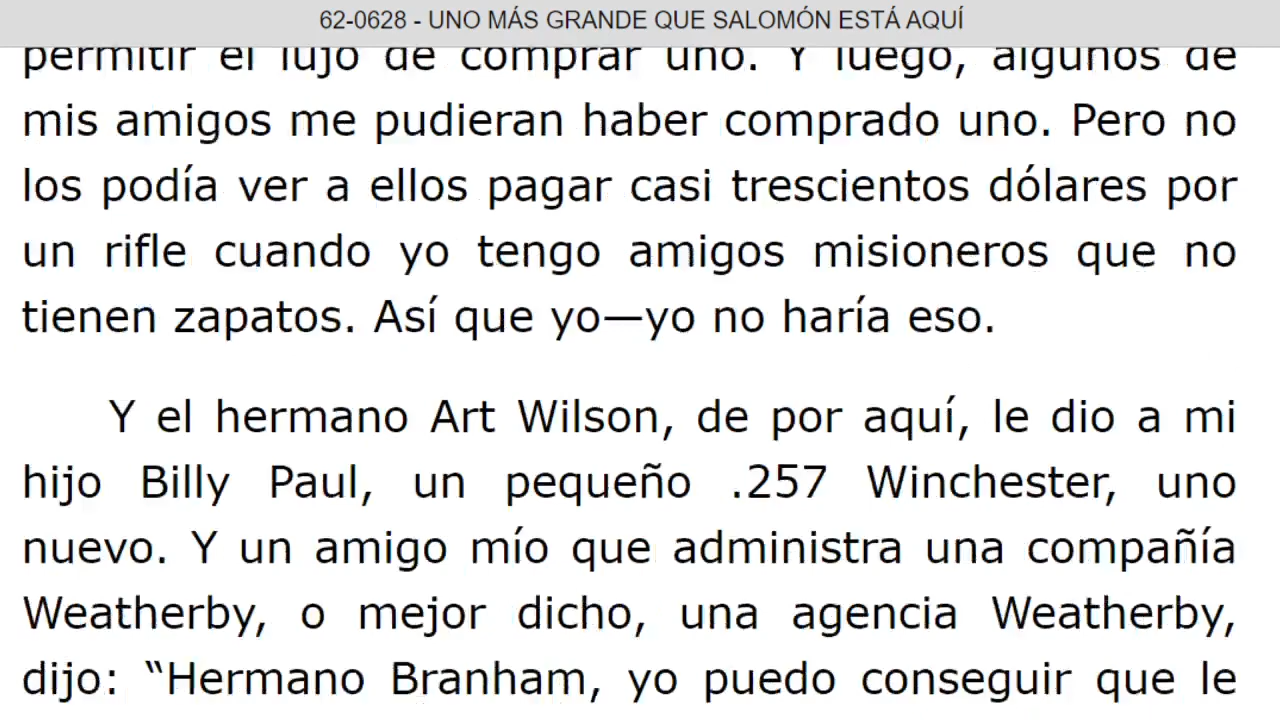 62-0628 - UNO MÁS GRANDE QUE SALOMÓN ESTÁ AQUÍ
permitir el lujo de comprar uno. Y luego, algunos de
mis amigos me pudieran haber comprado uno. Pero no
los podía ver a ellos pagar casi trescientos dólares por
un rifle cuando yo tengo amigos misioneros que no
tienen zapatos. Así que yo—yo no haría eso.
Y el hermano Art Wilson, de por aquí, le dio a mi
hijo Billy Paul, un pequeño .257 Winchester, uno
nuevo. Y un amigo mío que administra una compañía
Weatherby, o mejor dicho, una agencia Weatherby,
dijo: “Hermano Branham, yo puedo conseguir que le